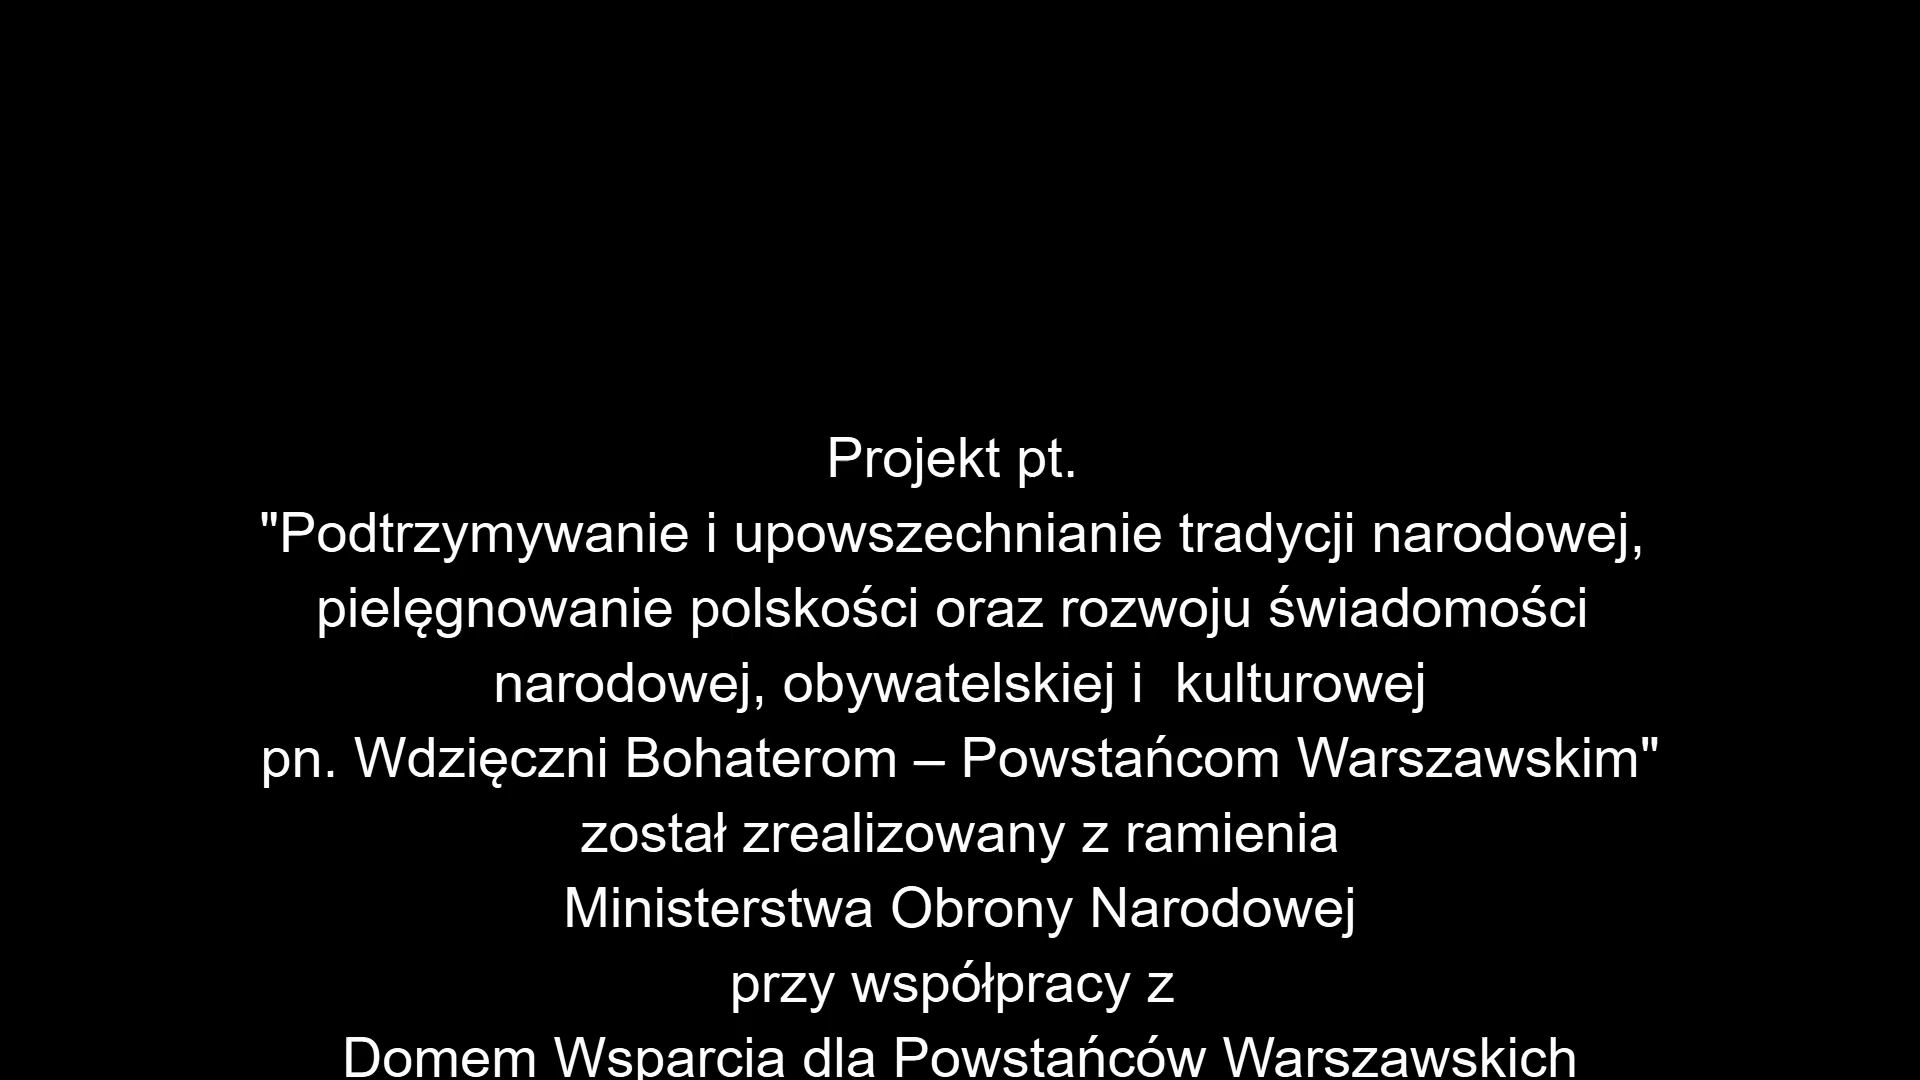 Projekt pt.
"Podtrzymywanie i upowszechnianie tradycji narodowej,
pielęgnowanie polskości oraz rozwoju świadomości
narodowej, obywatelskiej i  kulturowej
pn. Wdzięczni Bohaterom – Powstańcom Warszawskim"
został zrealizowany z ramienia
Ministerstwa Obrony Narodowej
przy współpracy z
Domem Wsparcia dla Powstańców Warszawskich